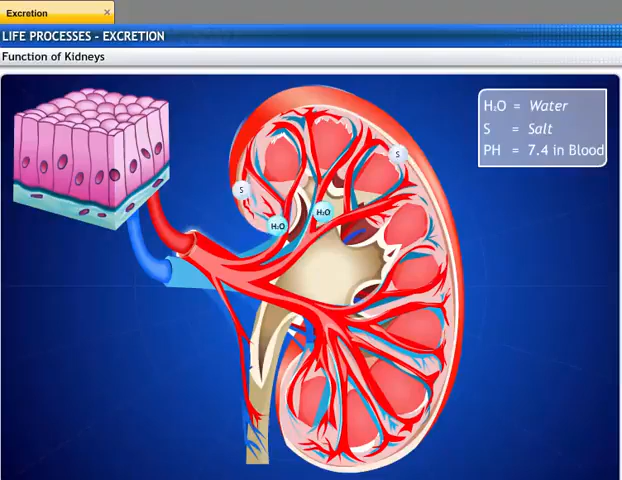 Excretion ×
LIFE PROCESSES - EXCRETION
Function of Kidneys
H₂O = Water
S = Salt
PH = 7.4 in Blood
S
S
H₂O
H₂O